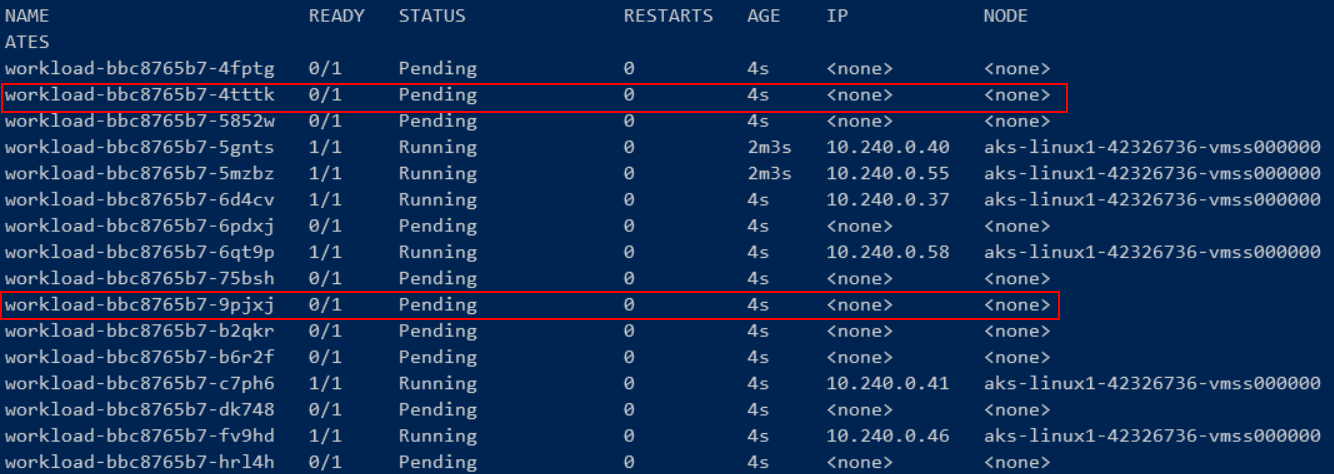 NAME READY STATUS RESTARTS AGE IP NODE
ATES
workload-bbc8765b7-4fptg 0/1 Pending 0 4s <none> <none>
workload-bbc8765b7-4tttk 0/1 Pending 0 4s <none> <none>
workload-bbc8765b7-5852w 0/1 Pending 0 4s <none> <none>
workload-bbc8765b7-5gnts 1/1 Running 0 2m3s 10.240.0.40 aks-linux1-42326736-vmss000000
workload-bbc8765b7-5mzbz 1/1 Running 0 2m3s 10.240.0.55 aks-linux1-42326736-vmss000000
workload-bbc8765b7-6d4cv 1/1 Running 0 4s 10.240.0.37 aks-linux1-42326736-vmss000000
workload-bbc8765b7-6pdxj 0/1 Pending 0 4s <none> <none>
workload-bbc8765b7-6qt9p 1/1 Running 0 4s 10.240.0.58 aks-linux1-42326736-vmss000000
workload-bbc8765b7-75bsh 0/1 Pending 0 4s <none> <none>
workload-bbc8765b7-9pjxj 0/1 Pending 0 4s <none> <none>
workload-bbc8765b7-b2qkr 0/1 Pending 0 4s <none> <none>
workload-bbc8765b7-b6r2f 0/1 Pending 0 4s <none> <none>
workload-bbc8765b7-c7ph6 1/1 Running 0 4s 10.240.0.41 aks-linux1-42326736-vmss000000
workload-bbc8765b7-dk748 0/1 Pending 0 4s <none> <none>
workload-bbc8765b7-fv9hd 1/1 Running 0 4s 10.240.0.46 aks-linux1-42326736-vmss000000
workload-bbc8765b7-hrl4h 0/1 Pending 0 4s <none> <none>